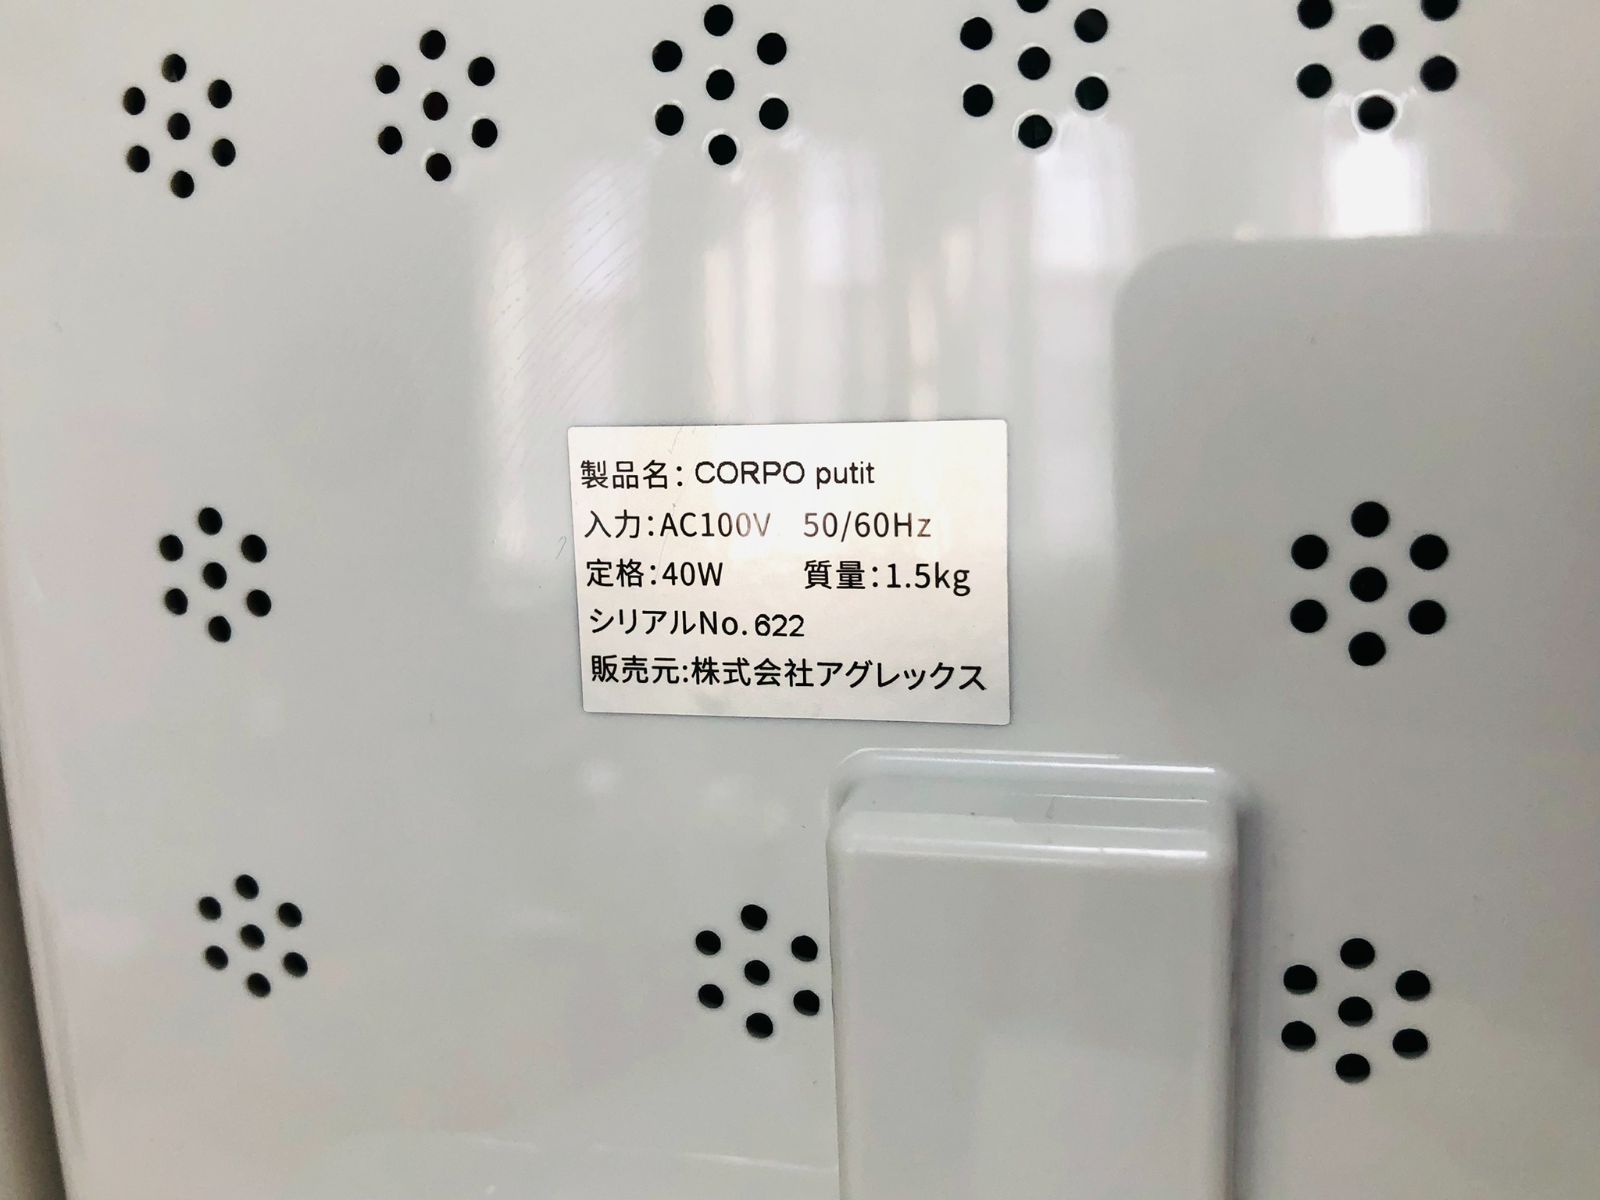 製品名: CORPO putit
入力:AC100V 50/60Hz
定格:40W 質量:1.5kg
シリアルNo.622
販売元:株式会社アグレックス